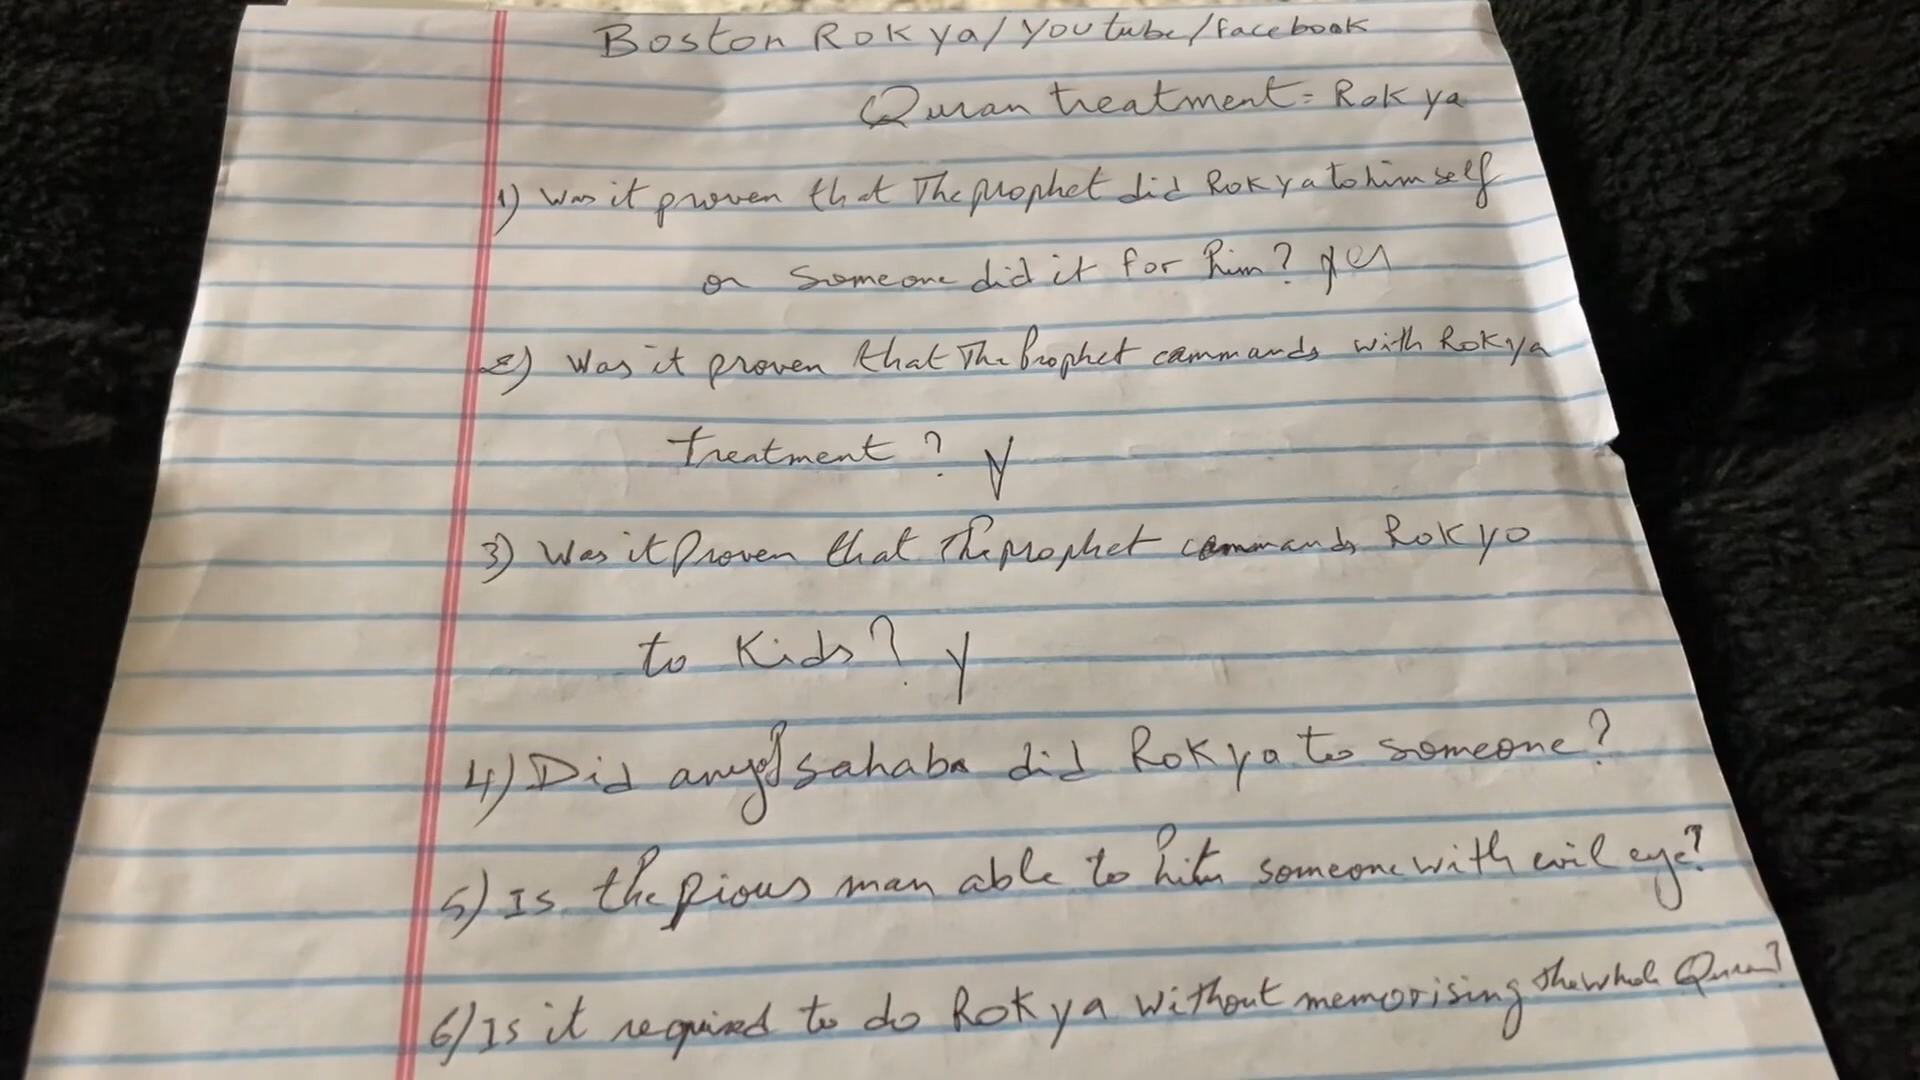 Boston Rokya/Youtube/facebook
Quran treatment = Rokya
1) Was it proven that The prophet did Rokya to himself
or someone did it for him? yes
2) Was it proven that The Prophet commands with Rokya
Treatment? y
3) Was it Proven that The prophet commands Rokya
to Kids? y
4) Did any of sahaba did Rokya to someone?
5) Is the pious man able to hit someone with evil eye?
6) Is it required to do Rokya without memorising the whole Quran?